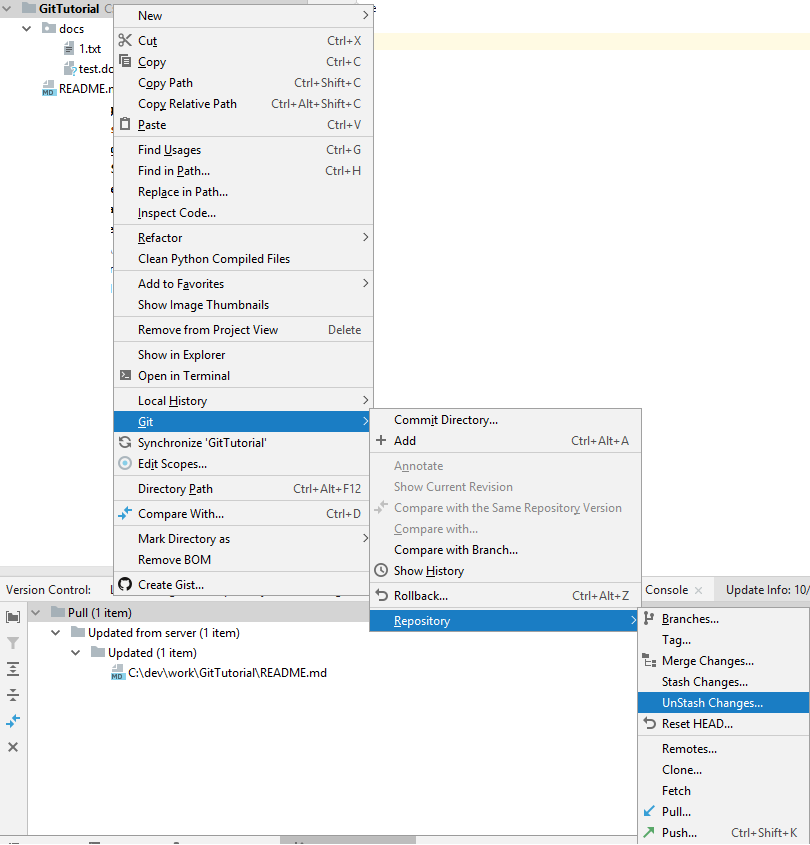 GitTutorial
docs
1.txt
README.
New
Cut Ctrl+X
Copy Ctrl+C
Copy Path Ctrl+Shift+C
Copy Relative Path Ctrl+Alt+Shift+C
Paste Ctrl+V
Find Usages Ctrl+G
Find in Path... Ctrl+H
Replace in Path...
Inspect Code...
Refactor
Clean Python Compiled Files
Add to Favorites
Show Image Thumbnails
Remove from Project View Delete
Show in Explorer
Open in Terminal
Local History
Git
Synchronize 'GitTutorial'
Edit Scopes...
Directory Path Ctrl+Alt+F12
Compare With... Ctrl+D
Mark Directory as
Remove BOM
Create Gist...
Commit Directory...
Add Ctrl+Alt+A
Annotate
Show Current Revision
Compare with the Same Repository Version
Compare with...
Compare with Branch...
Show History
Rollback... Ctrl+Alt+Z
Repository
Branches...
Tag...
Merge Changes...
Stash Changes...
UnStash Changes...
Reset HEAD...
Remotes...
Clone...
Fetch
Pull...
Push... Ctrl+Shift+K
Version Control:
Console
Update Info: 10/
Pull (1 item)
Updated from server (1 item)
Updated (1 item)
MD C:\dev\work\GitTutorial\README.md